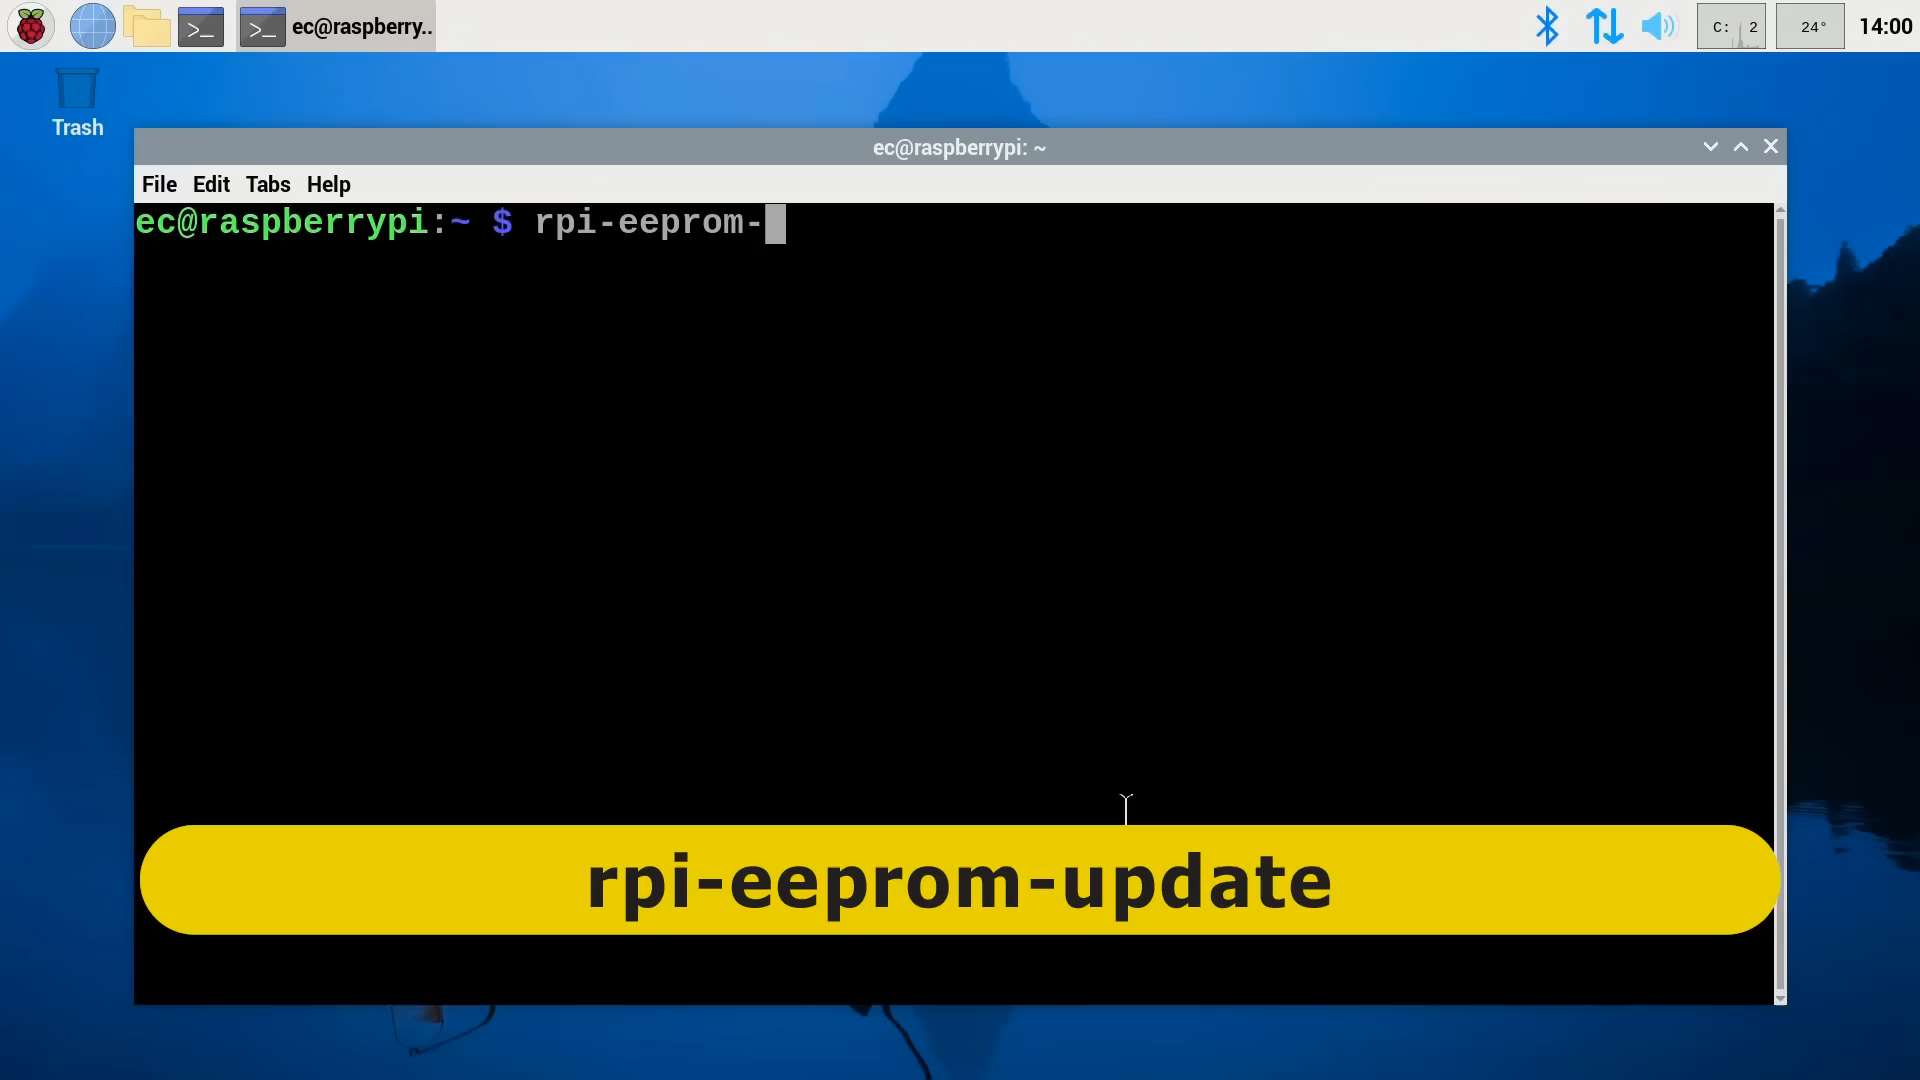 >_ >_ ec@raspberry.. C: 2 24° 14:00
Trash
ec@raspberrypi: ~
File Edit Tabs Help
ec@raspberrypi:~ $ rpi-eeprom-
rpi-eeprom-update